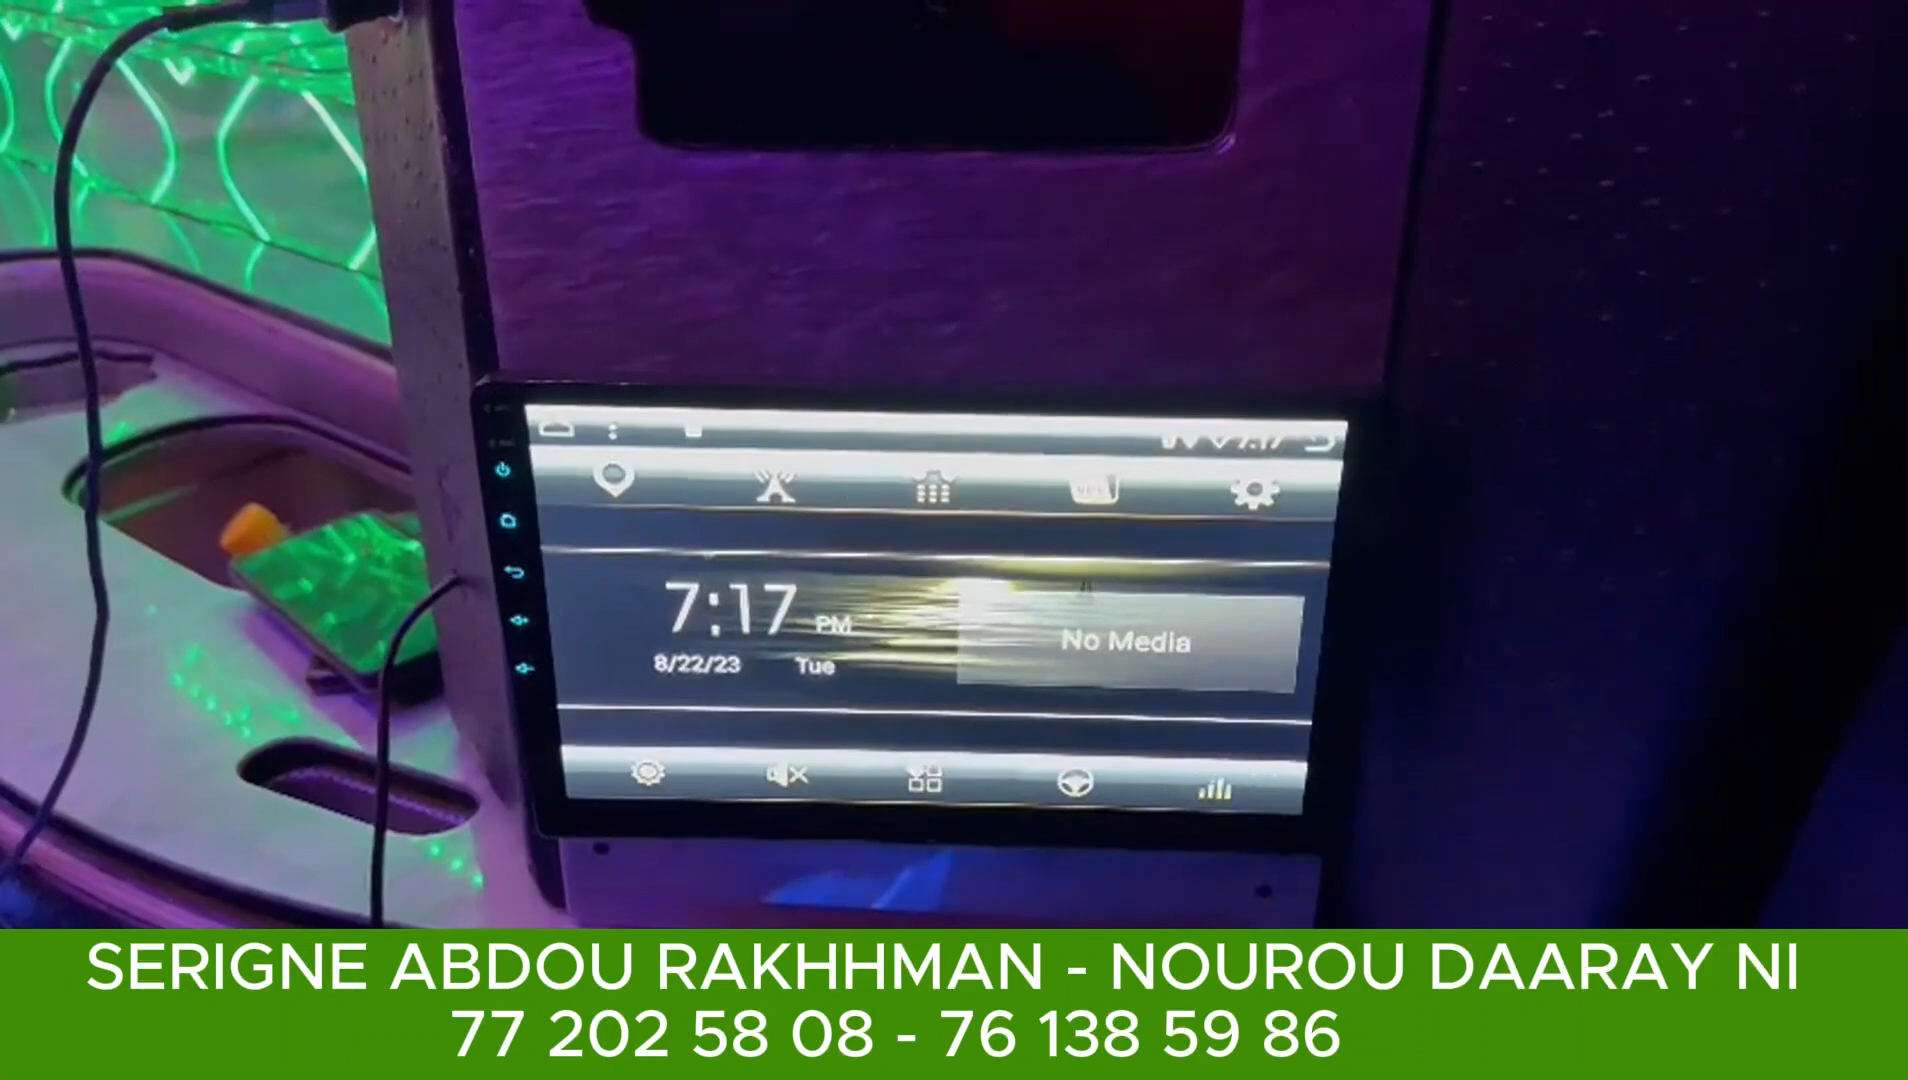 7:17 PM
8/22/23 Tue
No Media
SERIGNE ABDOU RAKHHMAN - NOUROU DAARAY NI
77 202 58 08 - 76 138 59 86